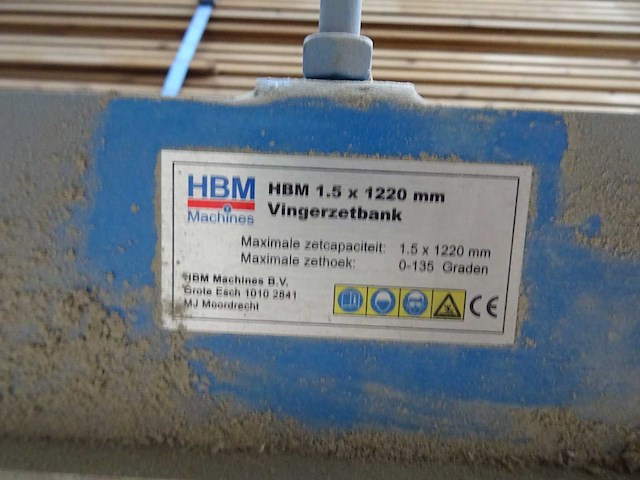 HBM
Machines
HBM 1.5 x 1220 mm
Vingerzetbank
Maximale zetcapaciteit: 1.5 x 1220 mm
Maximale zethoek: 0-135 Graden
HBM Machines B.V.
Grote Esch 1010 2841
MJ Moordrecht
CE